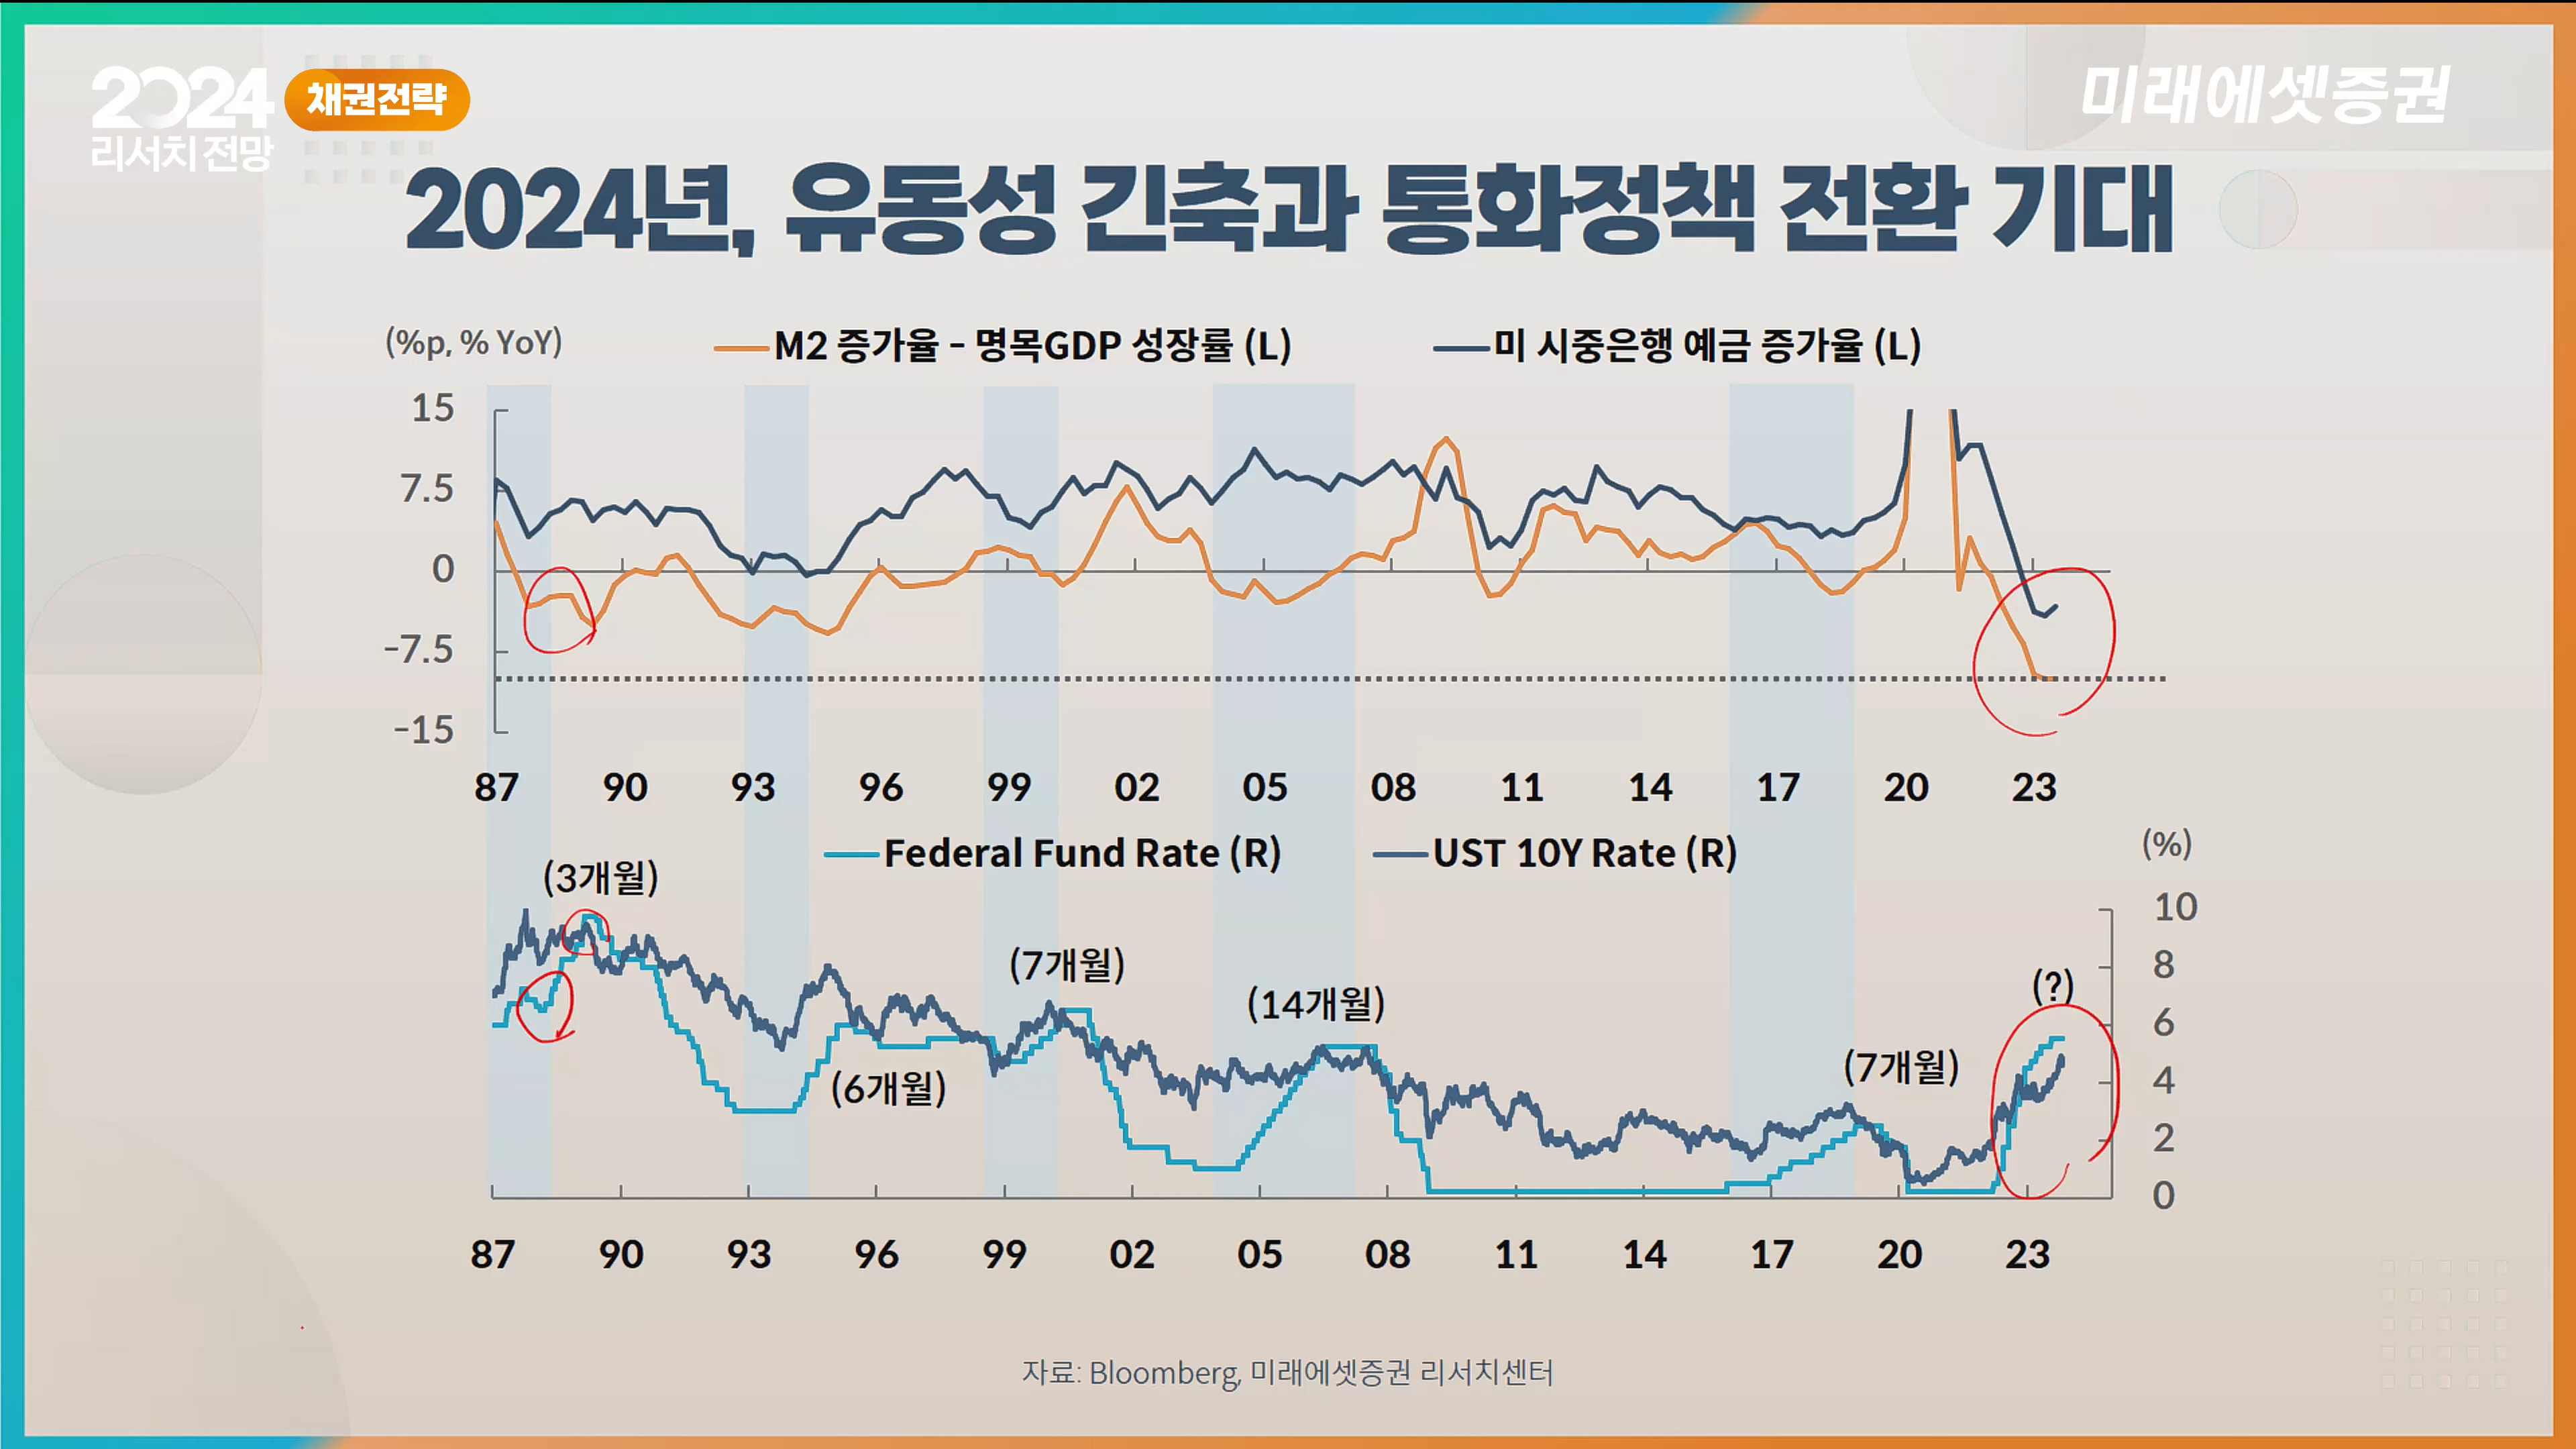 2024
리서치 전망
채권전략
미래에셋증권
2024년, 유동성 긴축과 통화정책 전환 기대
(%p, % YoY)
M2 증가율 – 명목GDP 성장률 (L)
미 시중은행 예금 증가율 (L)
15
7.5
0
-7.5
-15
87 90 93 96 99 02 05 08 11 14 17 20 23
Federal Fund Rate (R)
UST 10Y Rate (R)
(%)
(3개월)
(6개월)
(7개월)
(14개월)
(7개월)
(?)
10
8
6
4
2
0
87 90 93 96 99 02 05 08 11 14 17 20 23
자료: Bloomberg, 미래에셋증권 리서치센터